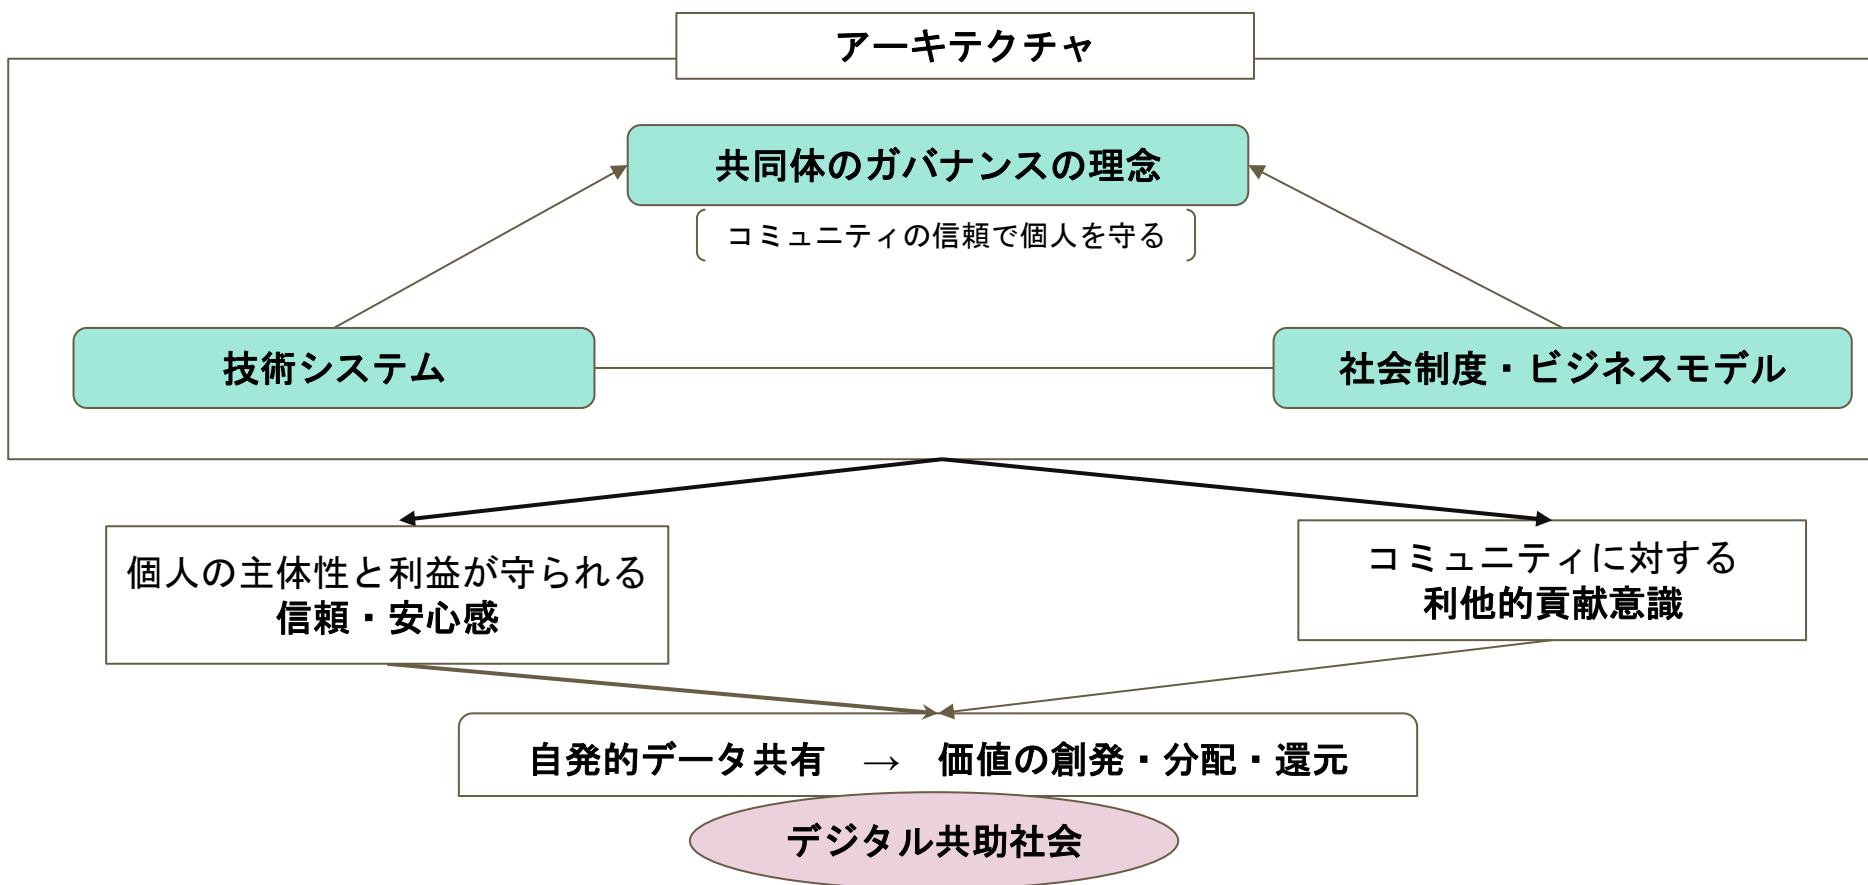 アーキテクチャ
共同体のガバナンスの理念
コミュニティの信頼で個人を守る
技術システム
社会制度・ビジネスモデル
個人の主体性と利益が守られる
信頼・安心感
コミュニティに対する
利他的貢献意識
自発的データ共有 → 価値の創発・分配・還元
デジタル共助社会